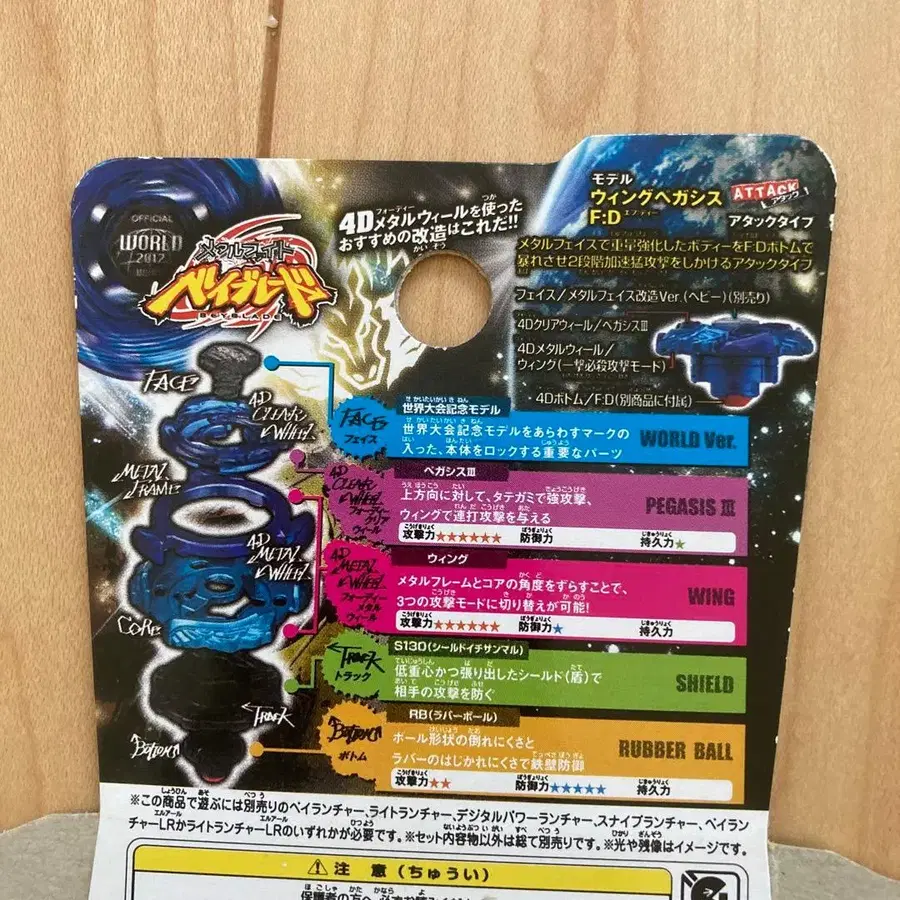 OFFICIAL
WORLD
2012
メタルファイト
ベイブレード
BEYBLADE
4Dメタルウィールを使った
おすすめの改造はこれだ!!
モデル
ウィングペガシス
F:D
ATTACK
アタック
アタックタイプ
メタルフェイスで重量強化したボディーをF:Dボトムで
暴れさせ2段階加速猛攻撃をしかけるアタックタイプ
フェイス/メタルフェイス改造Ver.(ヘビー)(別売り)
4Dクリアウィール/ペガシスⅢ
4Dメタルウィール/
ウィング(一撃必殺攻撃モード)
4Dボトム/F:D(別商品に付属)
FACE
4D
CLEAR
WHEEL
METAL
FRAME
4D
METAL
WHEEL
CORE
TRACK
BOTTOM
FACE
フェイス
世界大会記念モデル
世界大会記念モデルをあらわすマークの
入った、本体をロックする重要なパーツ
WORLD Ver.
4D
CLEAR
WHEEL
フォーディー
クリア
ウィール
ペガシスⅢ
上方向に対して、タテガミで強攻撃、
ウィングで連打攻撃を与える
攻撃力★★★★★★ 防御力 持久力★
PEGASIS Ⅲ
4D
METAL
WHEEL
フォーディー
メタル
ウィール
ウィング
メタルフレームとコアの角度をずらすことで、
3つの攻撃モードに切り替えが可能!
攻撃力★★★★★★ 防御力★ 持久力
WING
TRACK
トラック
S130(シールドイチサンマル)
低重心かつ張り出したシールド(盾)で
相手の攻撃を防ぐ
SHIELD
BOTTOM
ボトム
RB(ラバーボール)
ボール形状の倒れにくさと
ラバーのはじかれにくさで鉄壁防御
攻撃力★★ 防御力★★★★★ 持久力
RUBBER BALL
※この商品で遊ぶには別売りのベイランチャー、ライトランチャー、デジタルパワーランチャー、スナイプランチャー、ベイラン
チャーLRかライトランチャーLRのいずれかが必要です。※セット内容物以外は総て別売りです。※光や残像はイメージです。
⚠注 意(ちゅうい)